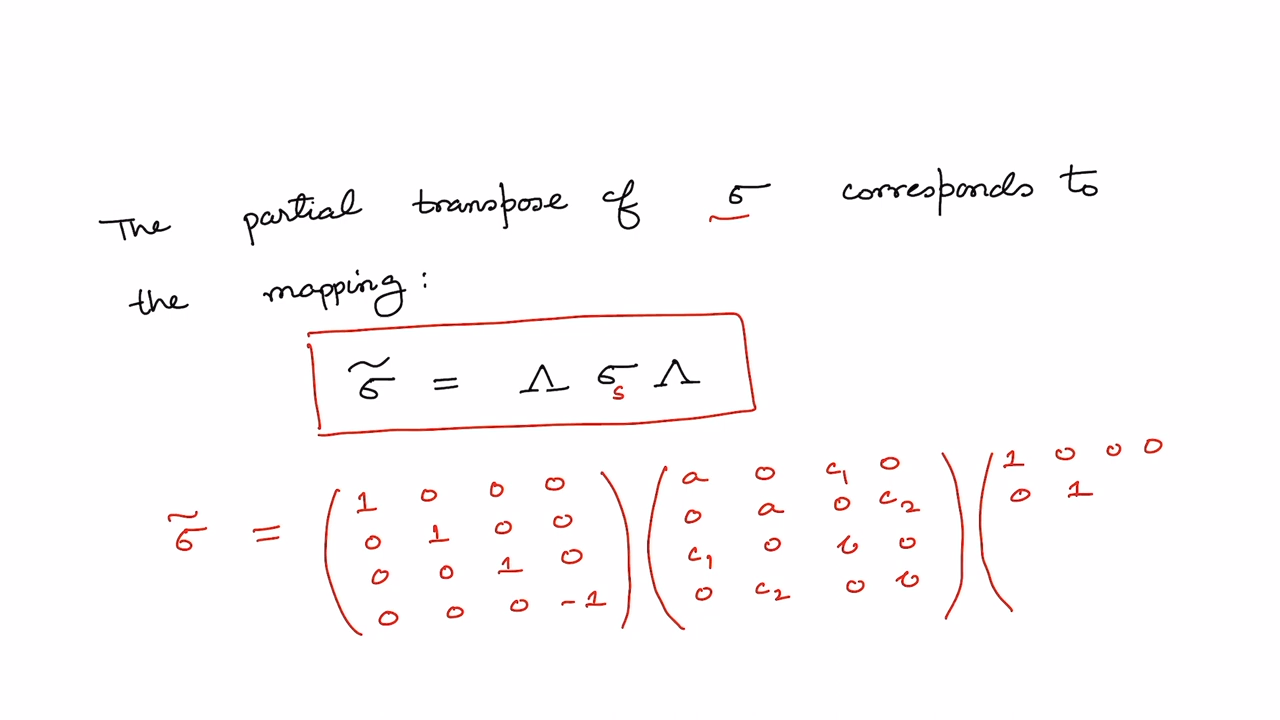 The partial transpose of σ corresponds to
the mapping:
σ̃ = Λ σₛ Λ
σ̃ = ( 1 0 0 0 ) ( a 0 c₁ 0 ) ( 1 0 0 0
0 1 0 0 0 a 0 c₂ 0 1
0 0 1 0 c₁ 0 b 0
0 0 0 -1 0 c₂ 0 b